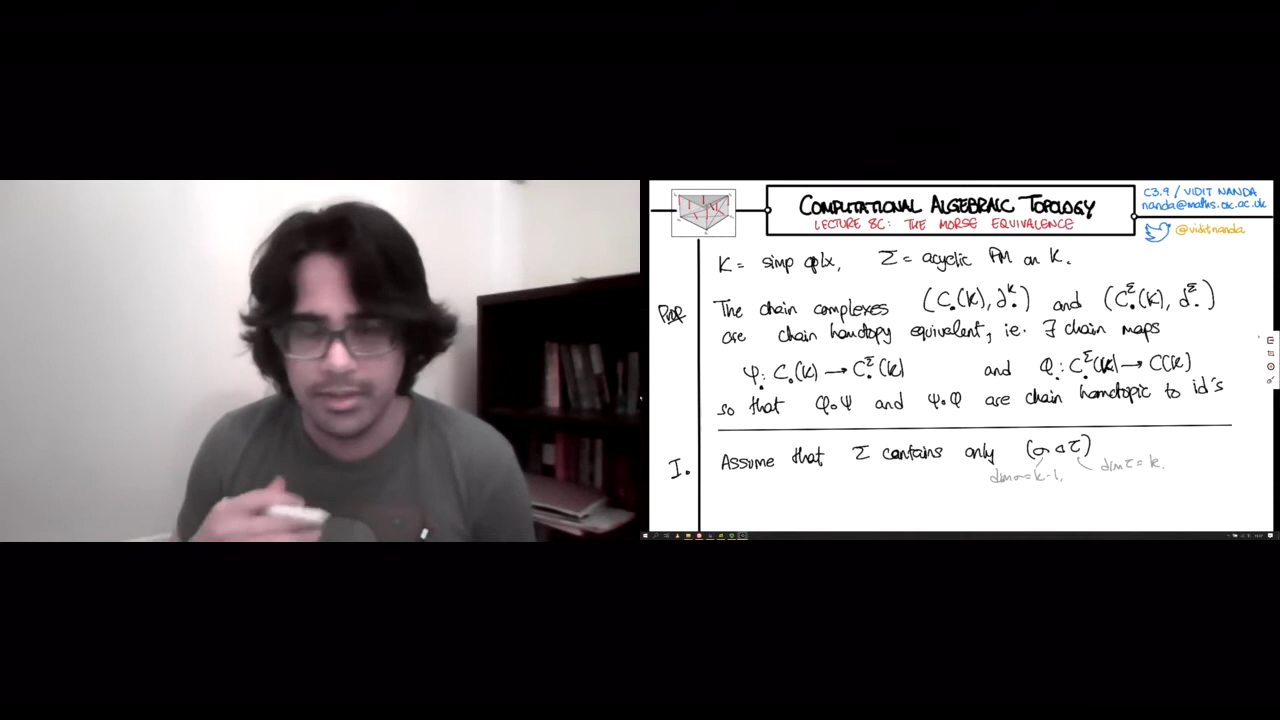 COMPUTATIONAL ALGEBRAIC TOPOLOGY
LECTURE 8C: THE MORSE EQUIVALENCE
C3.9 / VIDIT NANDA
nanda@maths.ox.ac.uk
@viditnanda
K = simp cplx, Σ = acyclic PM on K.
Prop The chain complexes (C.(K), d.ᴷ) and (C.^Σ(K), d.^Σ)
are chain homotopy equivalent, ie. ∃ chain maps
Ψ.: C.(K) → C.^Σ(K) and φ.: C.^Σ(K) → C(K)
so that φ∘Ψ and Ψ∘φ are chain homotopic to id's
I. Assume that Σ contains only (σ ◁ τ)
dim σ = k-1, dim τ = k.